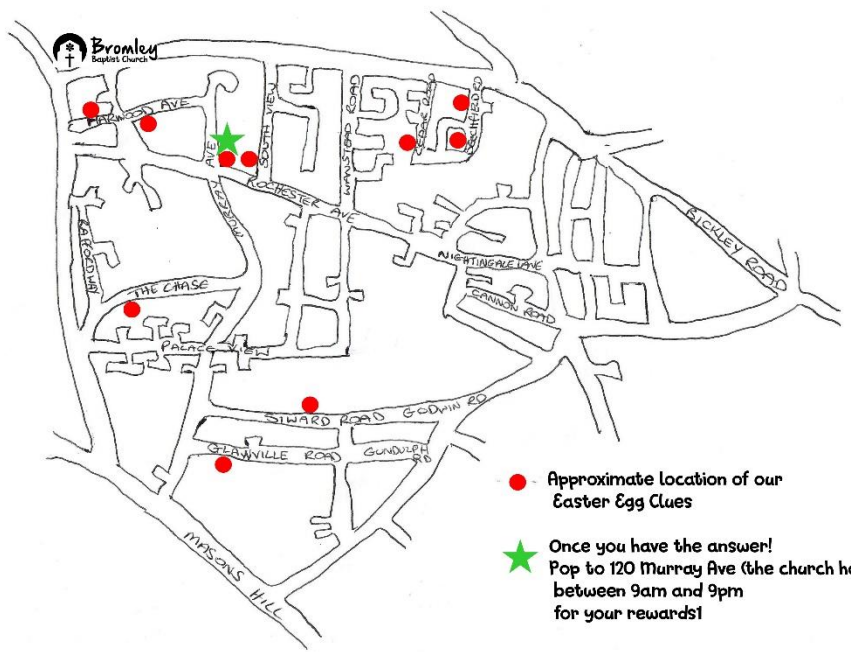 Bromley
Baptist Church
HARWOOD AVE
AVE
MURRAY
SOUTH VIEW
WANSTEAD ROAD
CEDAR ROAD
ROCHESTER AVE
BICKLEY ROAD
NIGHTINGALE LANE
CANNON ROAD
RAFFORD WAY
THE CHASE
PALACE VIEW
SIWARD ROAD GODWIN RD
GLANVILLE ROAD GUNDULPH
RD
MASONS HILL
Approximate location of our
Easter Egg Clues
Once you have the answer!
Pop to 120 Murray Ave (the church ho
between 9am and 9pm
for your rewards1